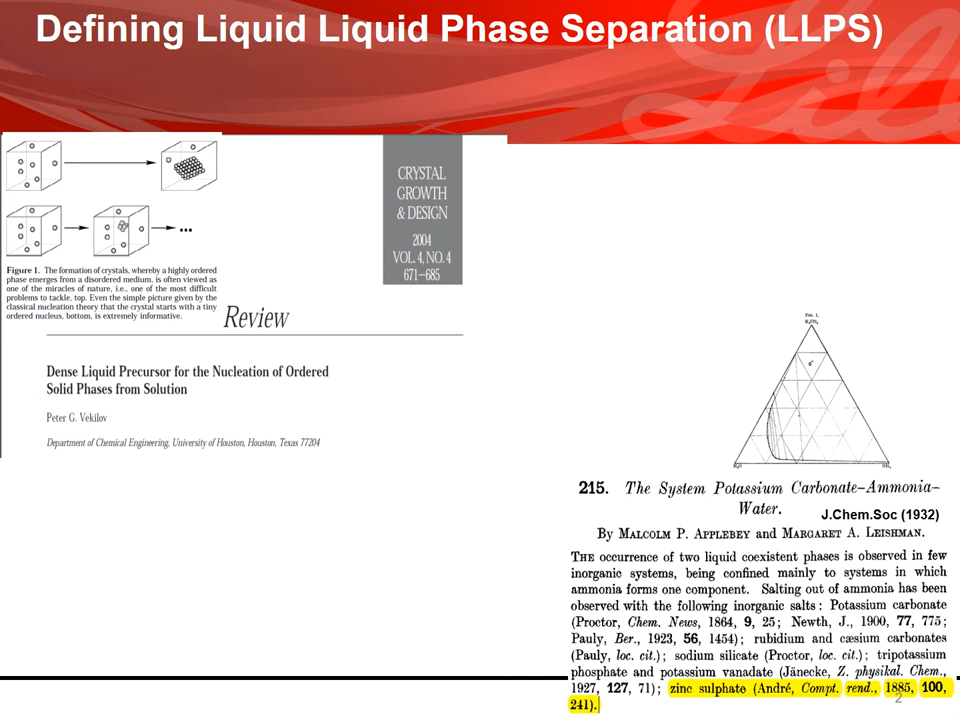 Defining Liquid Liquid Phase Separation (LLPS)
Lilly
Figure 1. The formation of crystals, whereby a highly ordered
phase emerges from a disordered medium, is often viewed as
one of the miracles of nature, i.e., one of the most difficult
problems to tackle, top. Even the simple picture given by the
classical nucleation theory that the crystal starts with a tiny
ordered nucleus, bottom, is extremely informative.
CRYSTAL
GROWTH
& DESIGN
2004
VOL. 4, NO. 4
671–685
Review
Dense Liquid Precursor for the Nucleation of Ordered
Solid Phases from Solution
Peter G. Vekilov
Department of Chemical Engineering, University of Houston, Houston, Texas 77204
FIG. 1.
K₂CO₃
0°
H₂O
NH₃
215. The System Potassium Carbonate–Ammonia–
Water.
J.Chem.Soc (1932)
By MALCOLM P. APPLEBEY and MARGARET A. LEISHMAN.
THE occurrence of two liquid coexistent phases is observed in few
inorganic systems, being confined mainly to systems in which
ammonia forms one component. Salting out of ammonia has been
observed with the following inorganic salts : Potassium carbonate
(Proctor, Chem. News, 1864, 9, 25; Newth, J., 1900, 77, 775;
Pauly, Ber., 1923, 56, 1454); rubidium and cæsium carbonates
(Pauly, loc. cit.); sodium silicate (Proctor, loc. cit.); tripotassium
phosphate and potassium vanadate (Jänecke, Z. physikal. Chem.,
1927, 127, 71); zinc sulphate (André, Compt. rend., 1885, 100,
241).
2